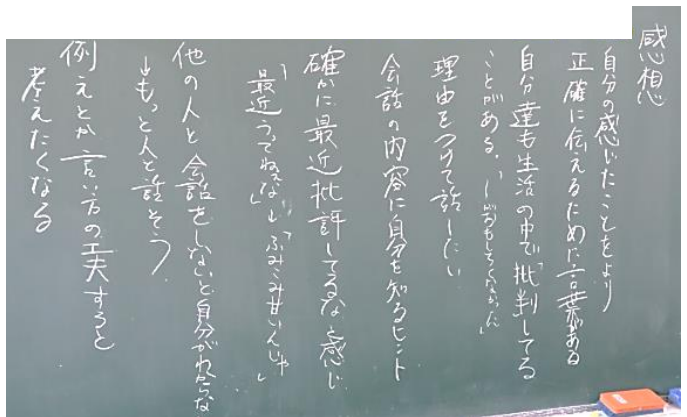 感想
自分の感じたことをより
正確に伝えるために言葉がある
自分達も生活の中で「批判」してる
ことがある。「〜がおもしろくなかった」
理由をつけて話したい
会話の内容に自分を知るヒント
確かに最近批評してるなと感じ
「最近うってねぇな」→「ふみこみ甘いんじゃ」
他の人と会話をしないと自分がわからな
↓もっと人と話そう
例えとか言い方の工夫すると
考えたくなる